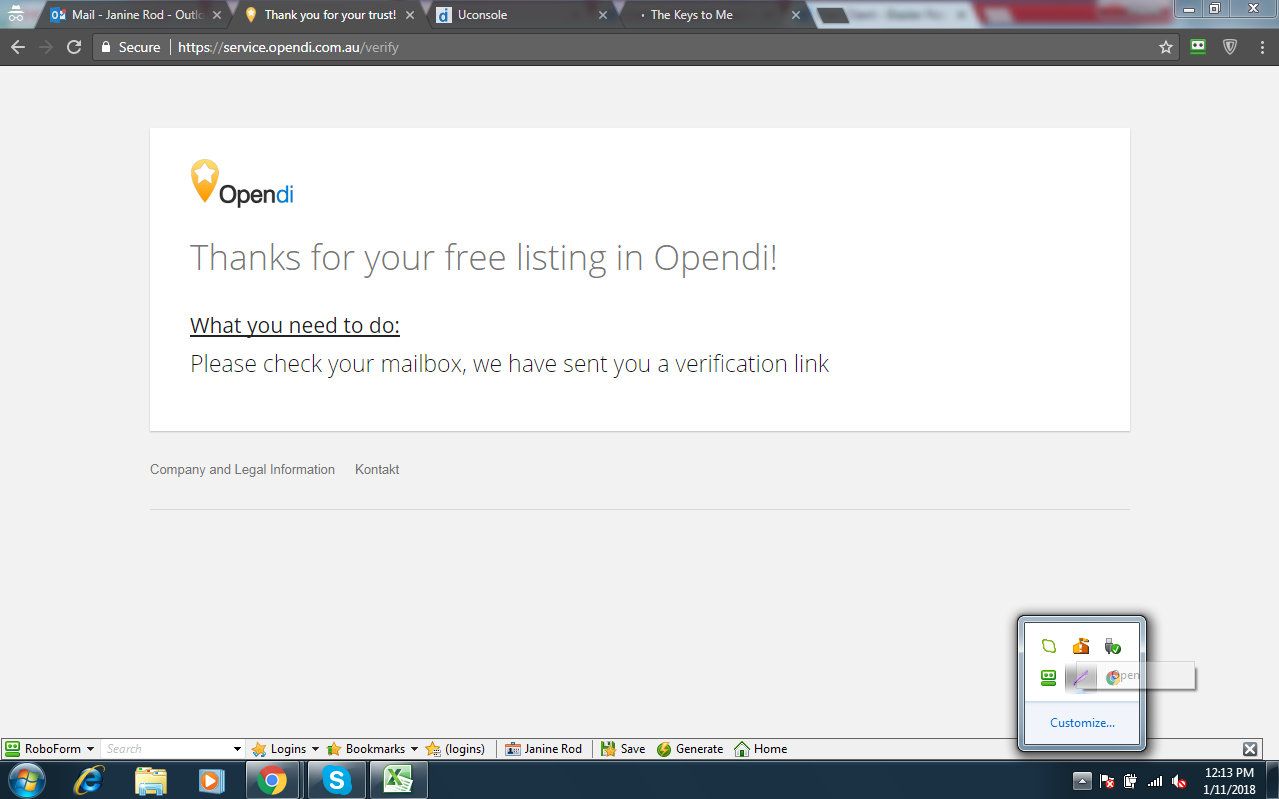 Mail - Janine Rod - Outlo
Thank you for your trust!
Uconsole
The Keys to Me
Secure
https://service.opendi.com.au/verify
Opendi
Thanks for your free listing in Opendi!
What you need to do:
Please check your mailbox, we have sent you a verification link
Company and Legal Information
Kontakt
Open
Customize...
RoboForm
Search
Logins
Bookmarks
(logins)
Janine Rod
Save
Generate
Home
12:13 PM
1/11/2018